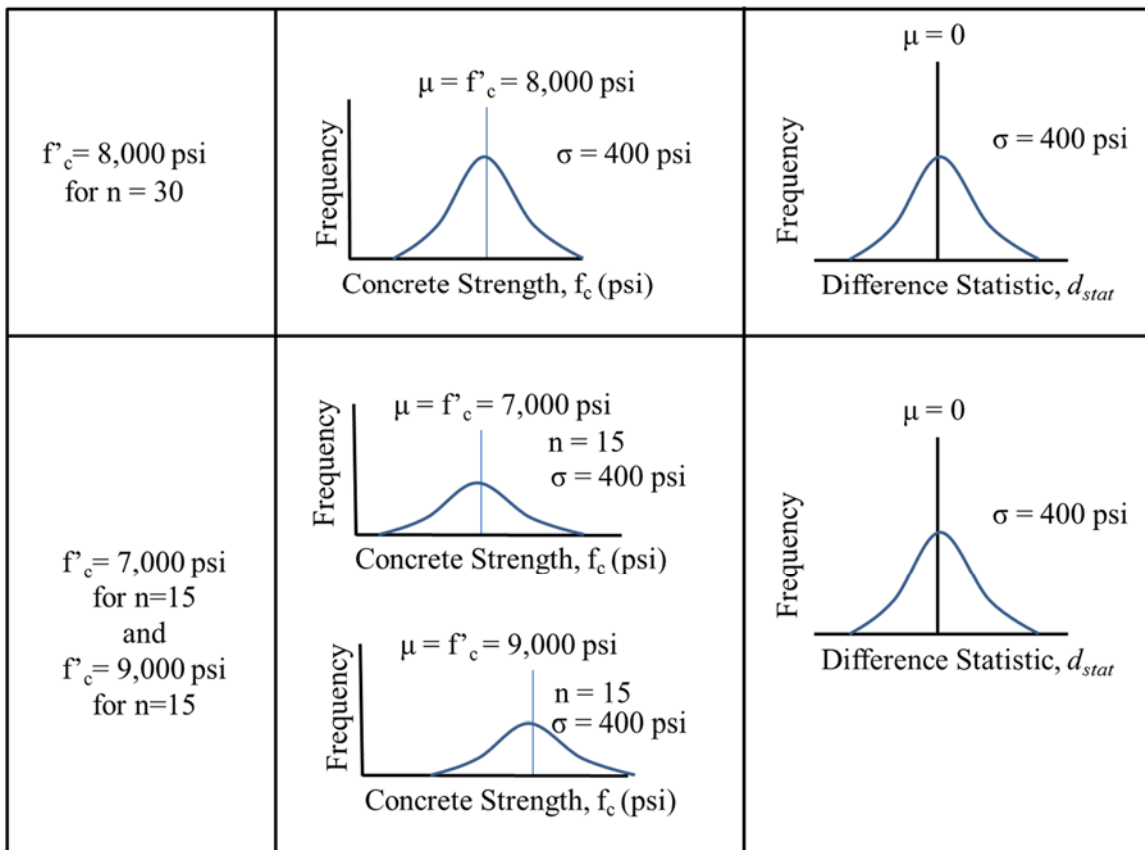 f'c= 8,000 psi
for n = 30
μ = f'c = 8,000 psi
σ = 400 psi
Frequency
Concrete Strength, fc (psi)
μ = 0
σ = 400 psi
Frequency
Difference Statistic, dstat
f'c= 7,000 psi
for n=15
and
f'c= 9,000 psi
for n=15
μ = f'c = 7,000 psi
n = 15
σ = 400 psi
Frequency
Concrete Strength, fc (psi)
μ = f'c = 9,000 psi
n = 15
σ = 400 psi
Frequency
Concrete Strength, fc (psi)
μ = 0
σ = 400 psi
Frequency
Difference Statistic, dstat